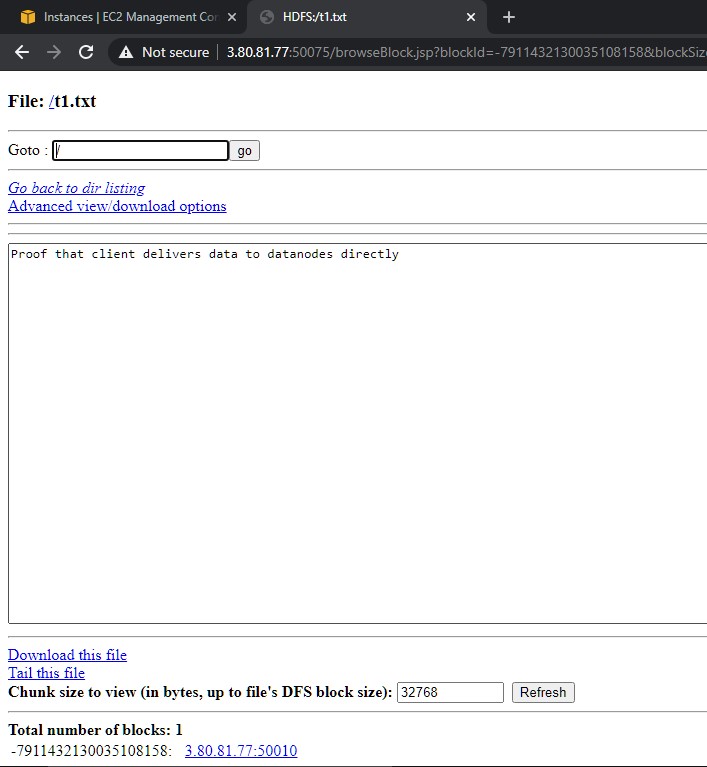 Instances | EC2 Management Cor
HDFS:/t1.txt
Not secure | 3.80.81.77:50075/browseBlock.jsp?blockId=-7911432130035108158&blockSize
File: /t1.txt
Goto : / go
Go back to dir listing
Advanced view/download options
Proof that client delivers data to datanodes directly
Download this file
Tail this file
Chunk size to view (in bytes, up to file's DFS block size): 32768 Refresh
Total number of blocks: 1
-7911432130035108158: 3.80.81.77:50010